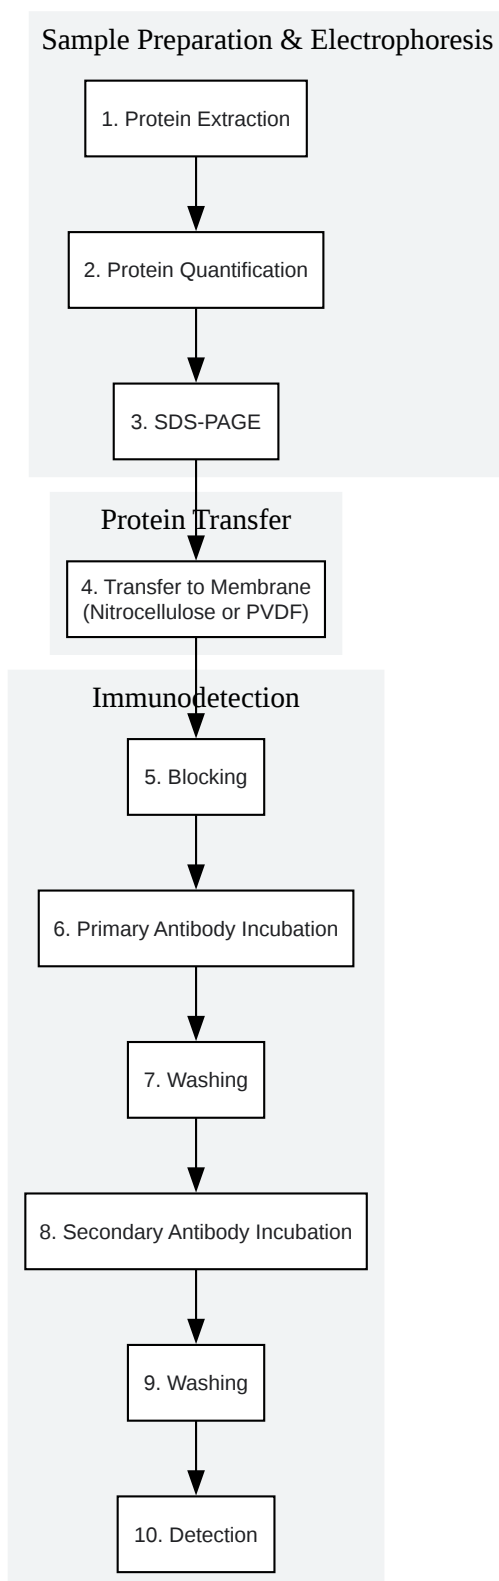 Sample Preparation & Electrophoresis
1. Protein Extraction
2. Protein Quantification
3. SDS-PAGE
Protein Transfer
4. Transfer to Membrane
(Nitrocellulose or PVDF)
Immunodetection
5. Blocking
6. Primary Antibody Incubation
7. Washing
8. Secondary Antibody Incubation
9. Washing
10. Detection